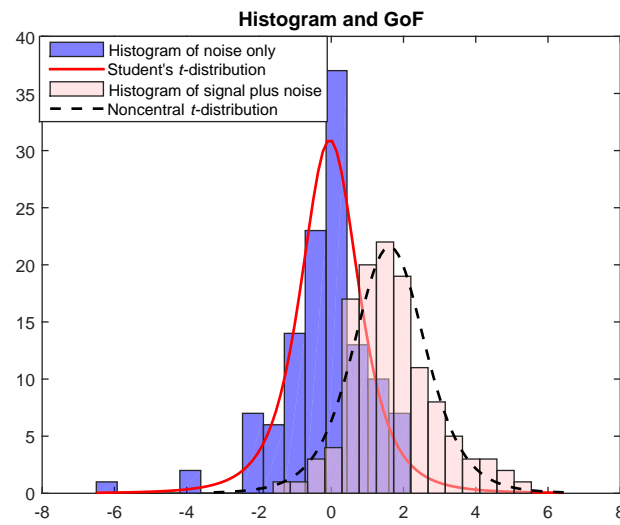 Histogram and GoF
Histogram of noise only
Student's t-distribution
Histogram of signal plus noise
Noncentral t-distribution
40
35
30
25
20
15
10
5
0
-8 -6 -4 -2 0 2 4 6 8